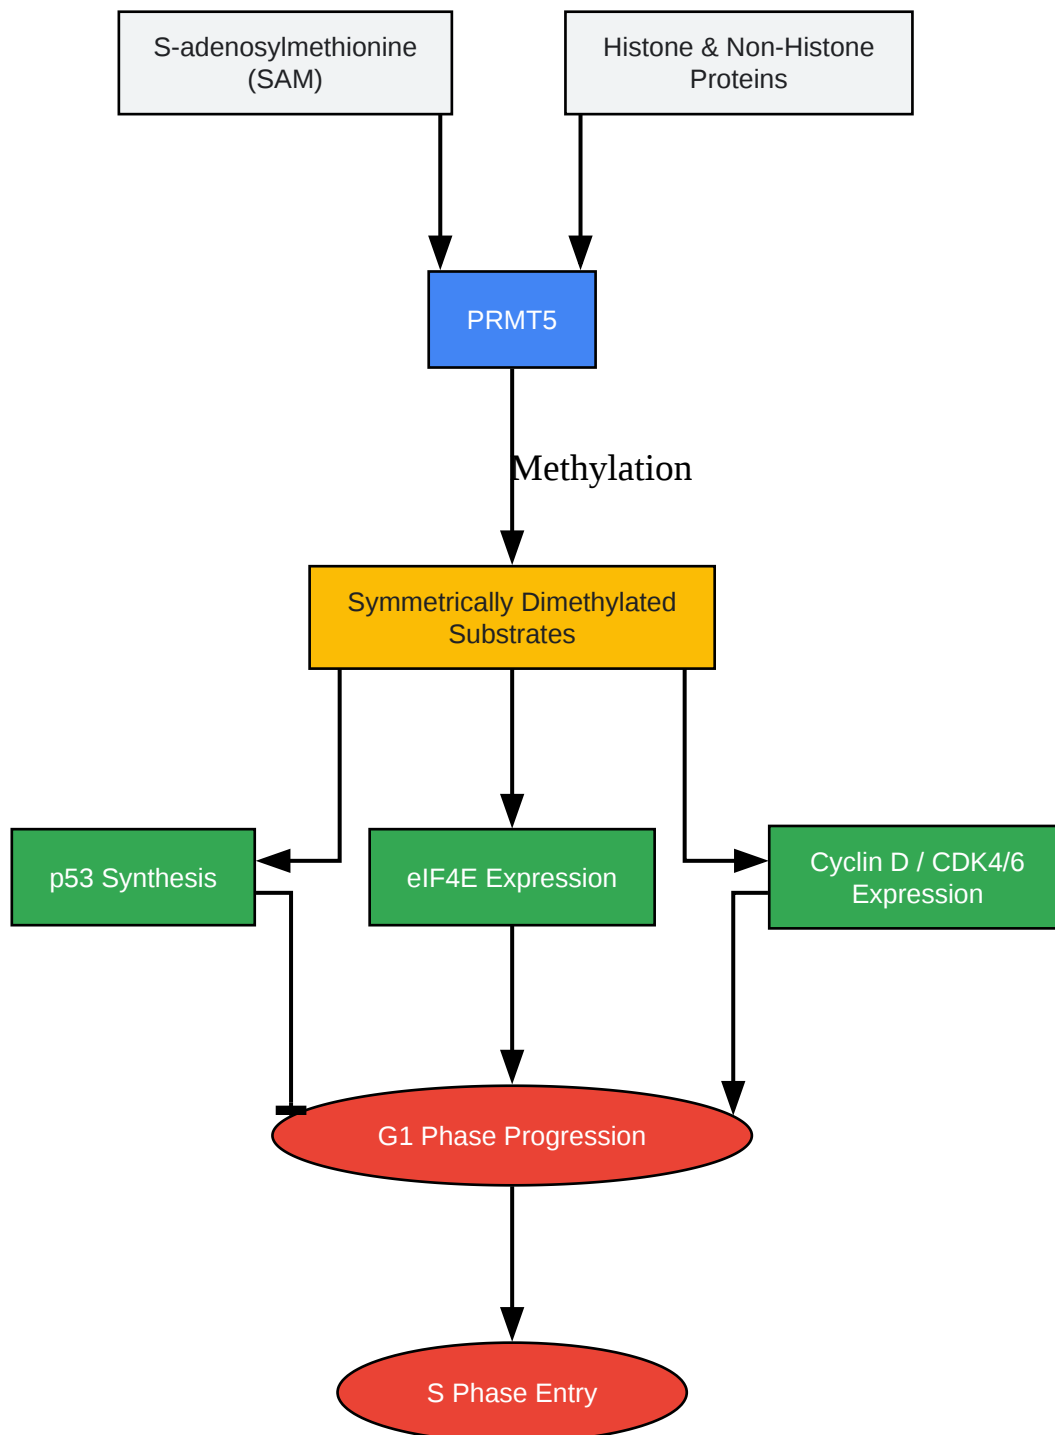 S-adenosylmethionine
(SAM)
Histone & Non-Histone
Proteins
PRMT5
Methylation
Symmetrically Dimethylated
Substrates
p53 Synthesis
eIF4E Expression
Cyclin D / CDK4/6
Expression
G1 Phase Progression
S Phase Entry